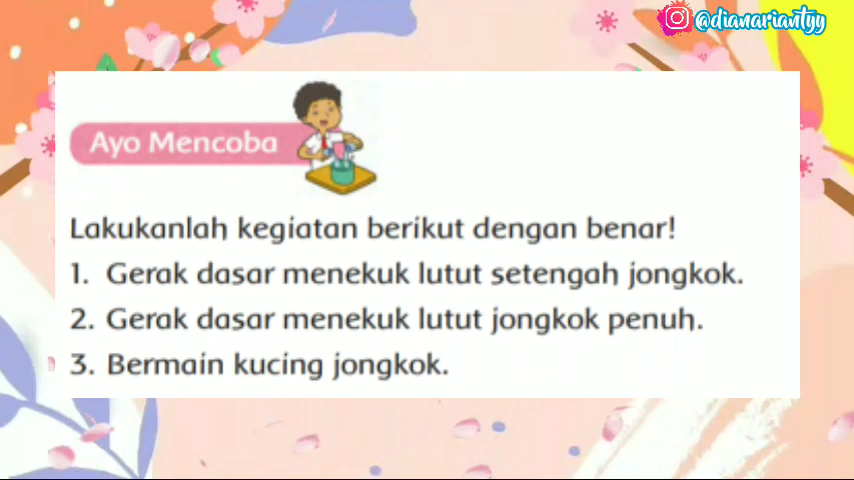 @dianariantyy
Ayo Mencoba
Lakukanlah kegiatan berikut dengan benar!
1. Gerak dasar menekuk lutut setengah jongkok.
2. Gerak dasar menekuk lutut jongkok penuh.
3. Bermain kucing jongkok.